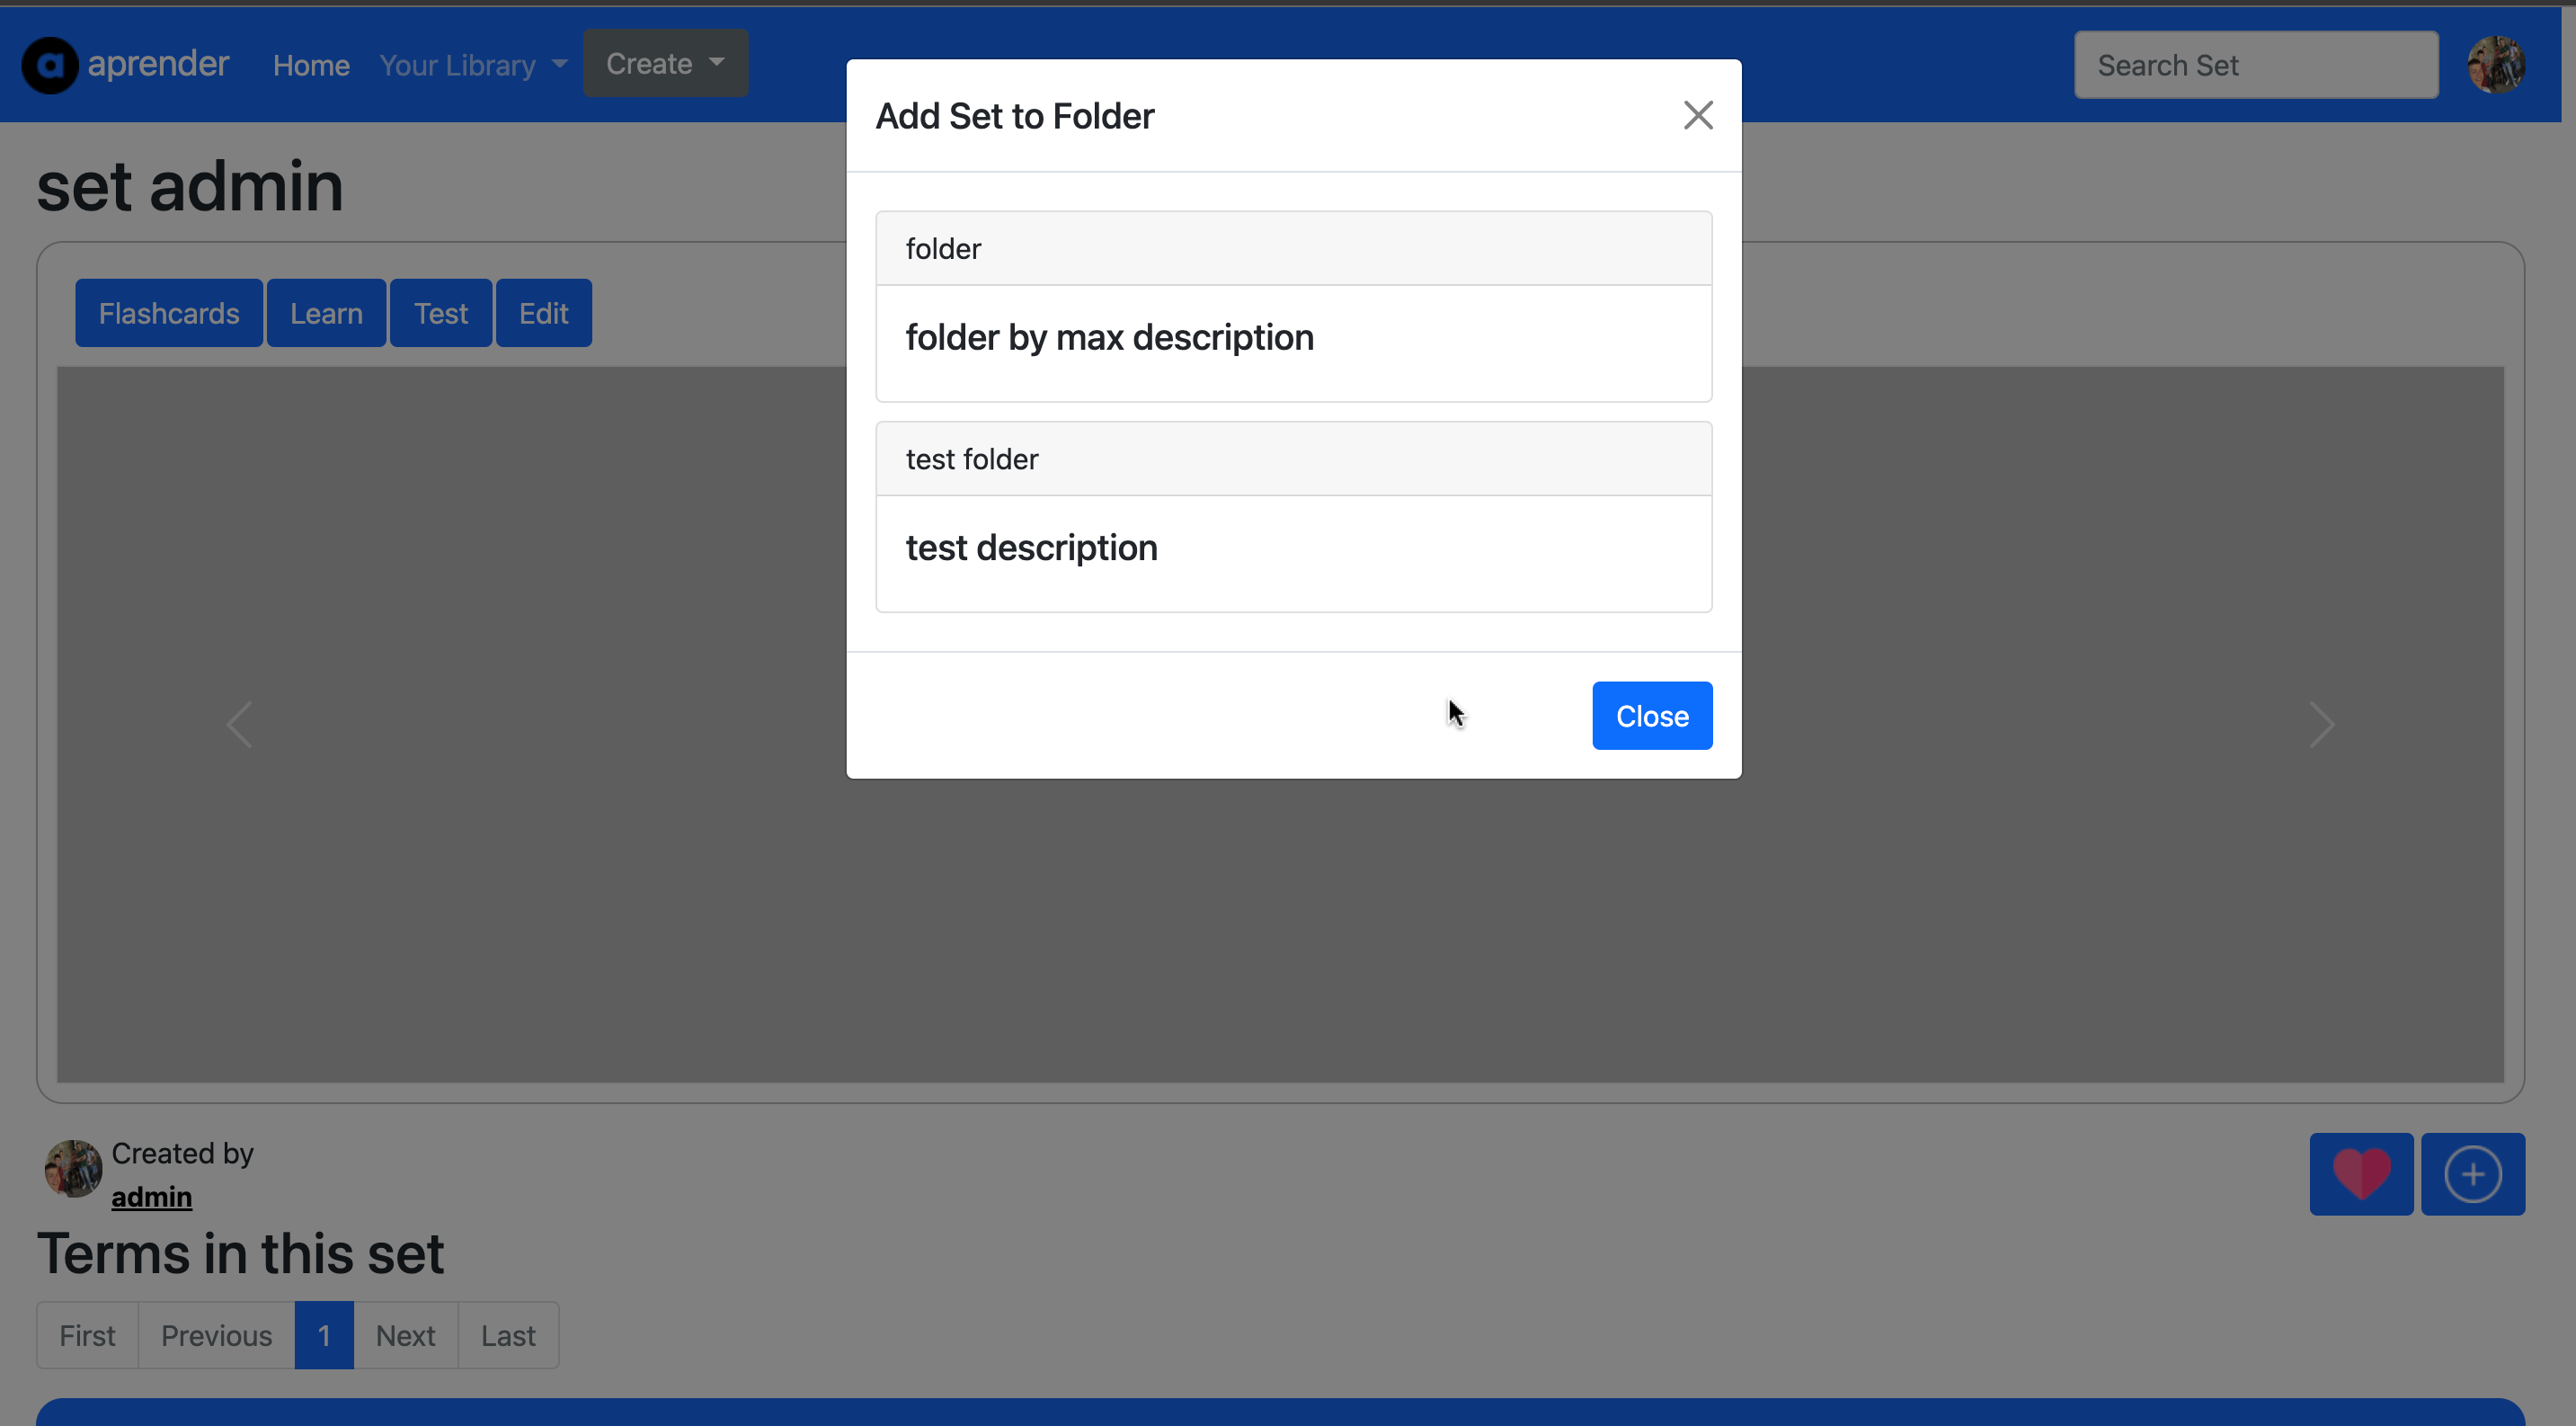 a aprender Home Your Library Create Search Set
Add Set to Folder
set admin
folder
Flashcards Learn Test Edit
folder by max description
test folder
test description
Close
Created by
admin
Terms in this set
First Previous 1 Next Last